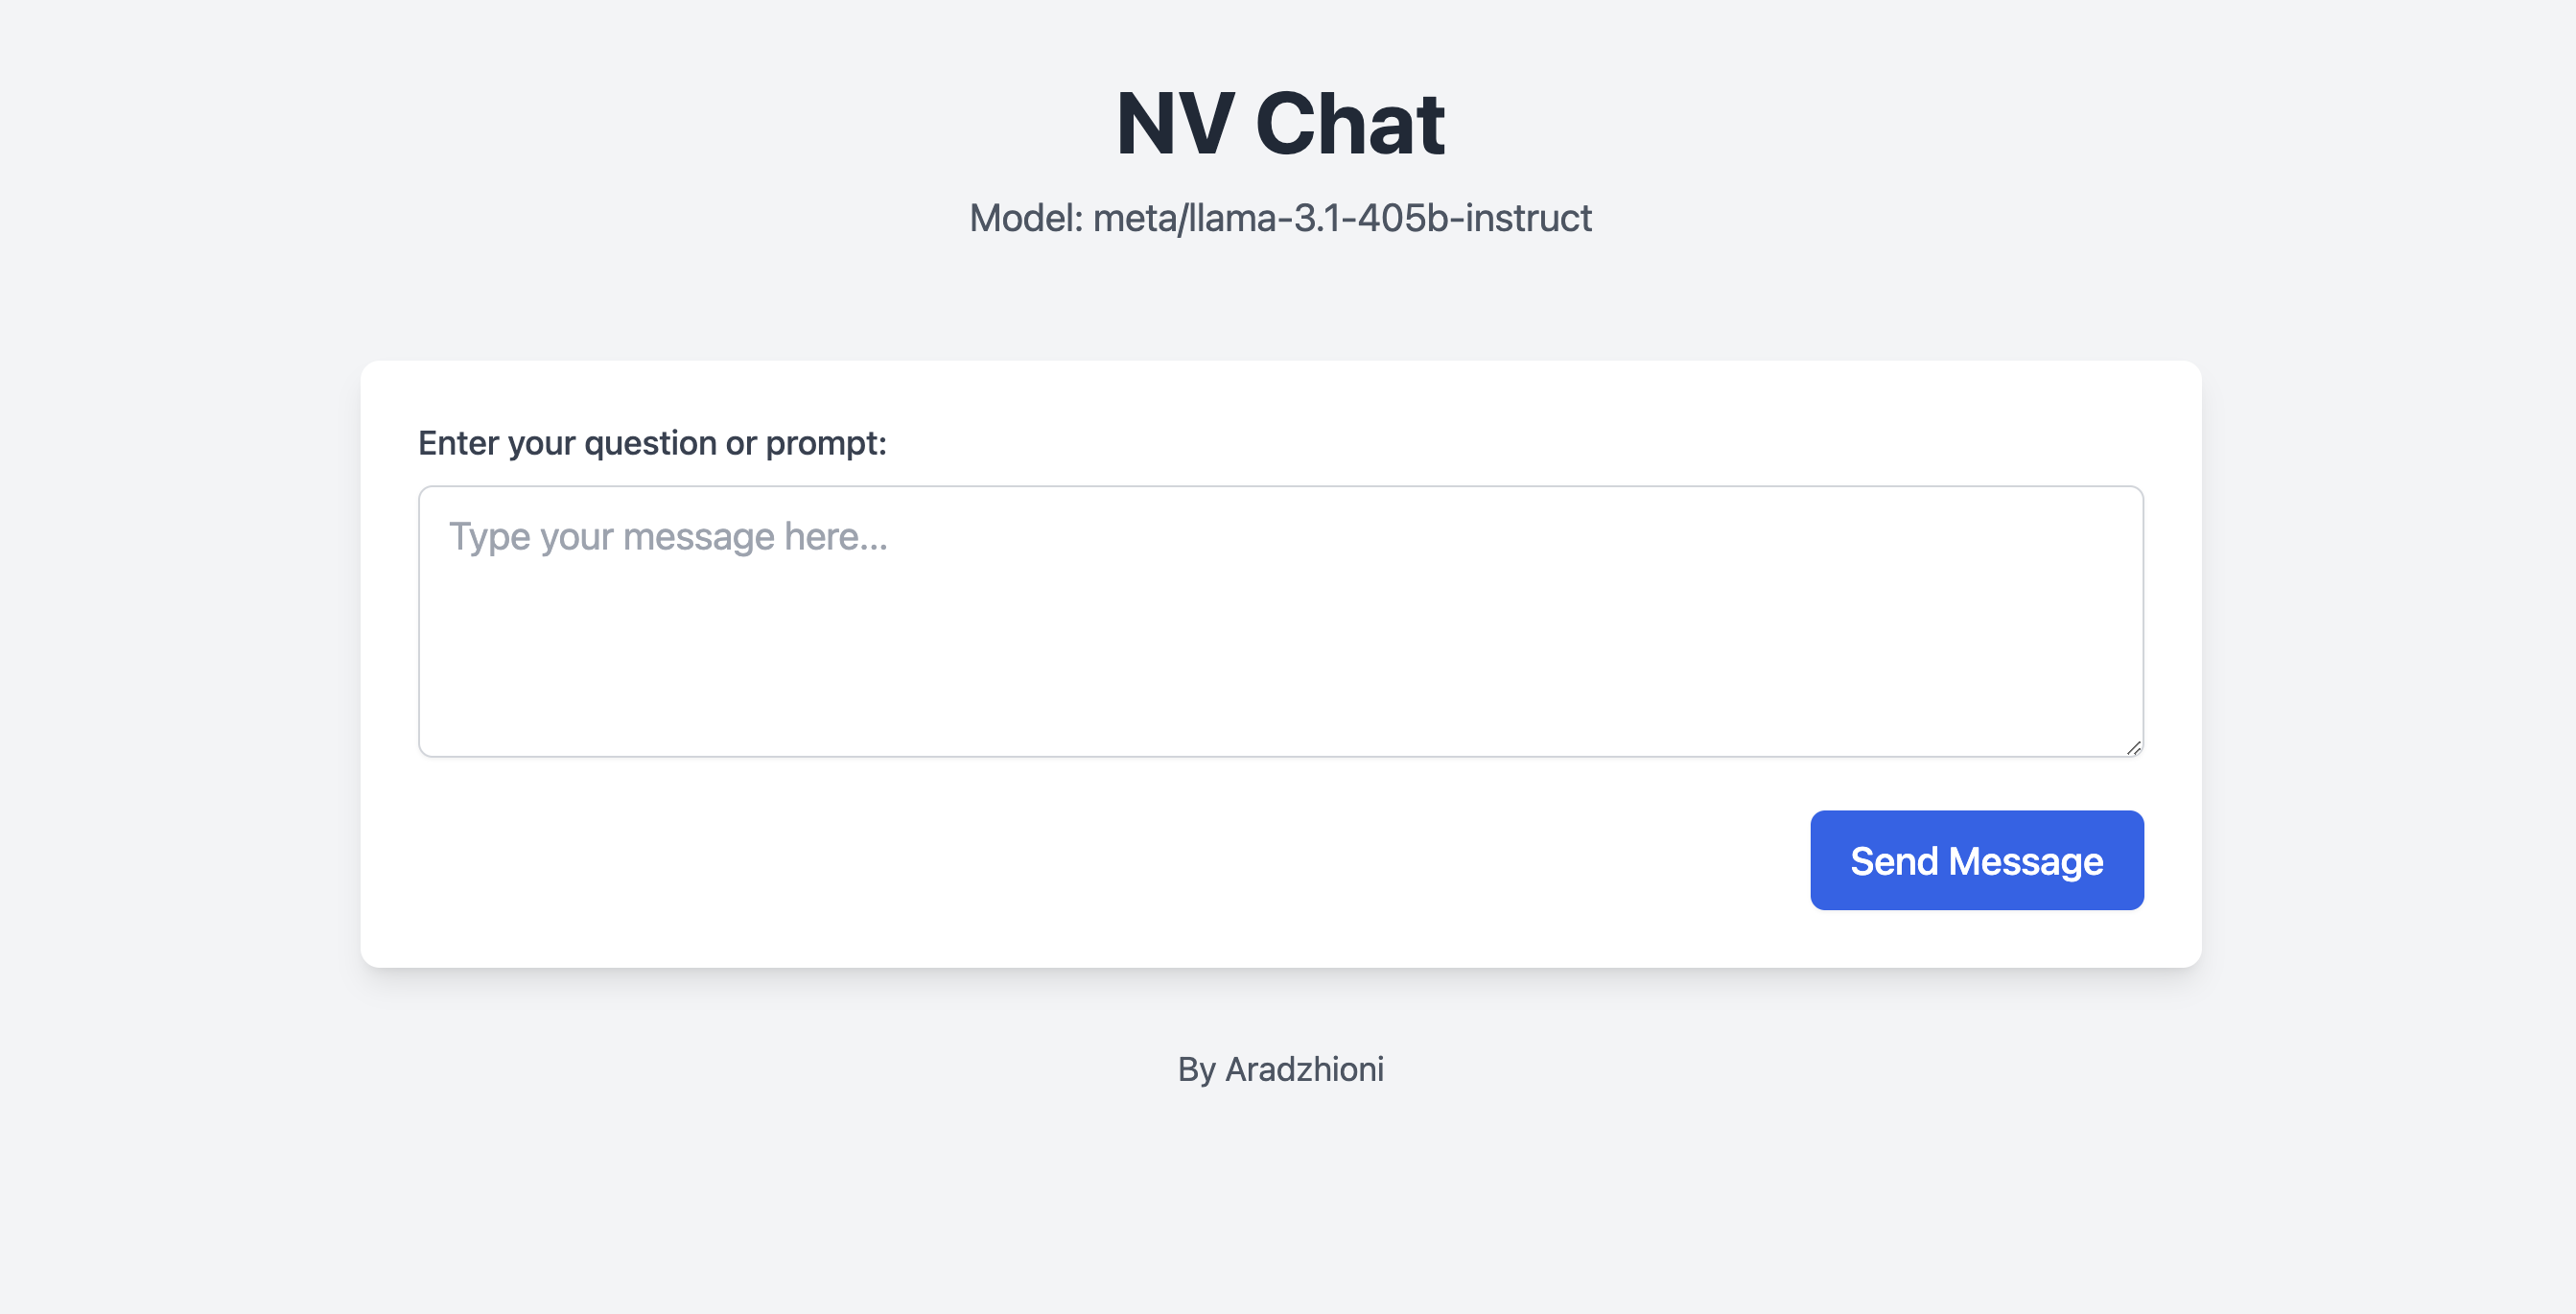 NV Chat
Model: meta/llama-3.1-405b-instruct
Enter your question or prompt:
Type your message here...
Send Message
By Aradzhioni